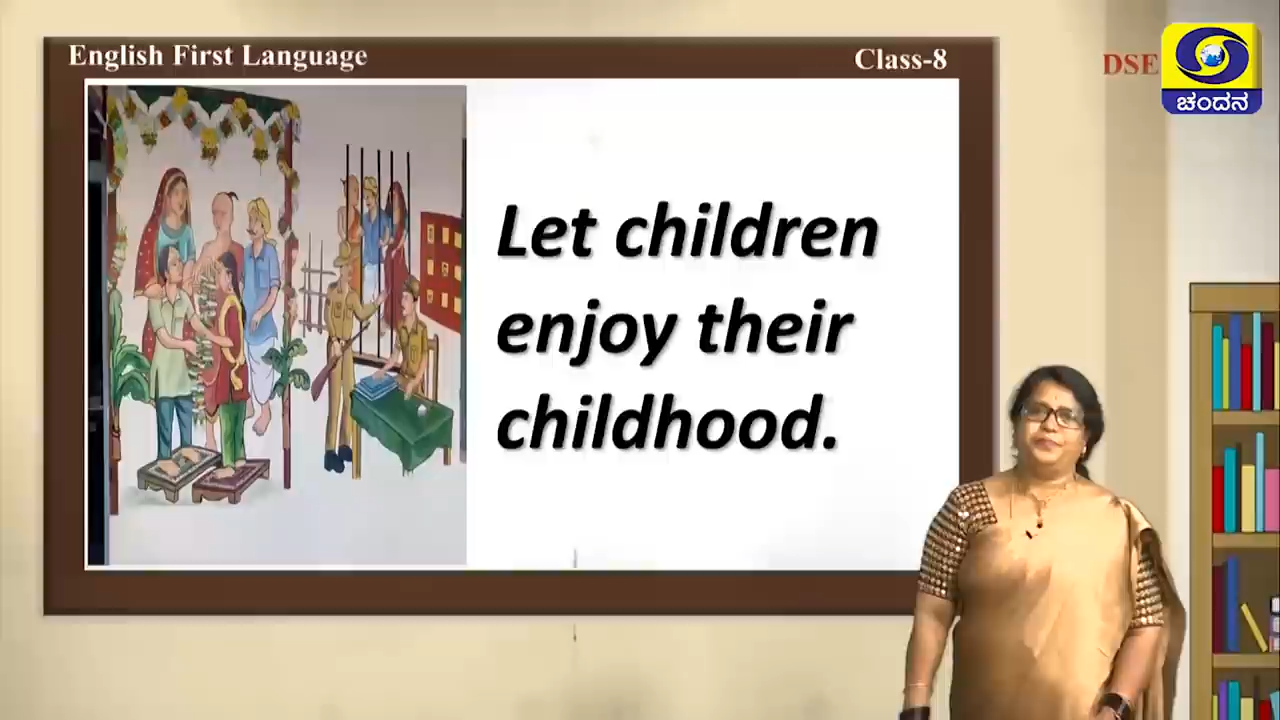 English First Language
Class-8
DSE
ಚಂದನ
Let children
enjoy their
childhood.